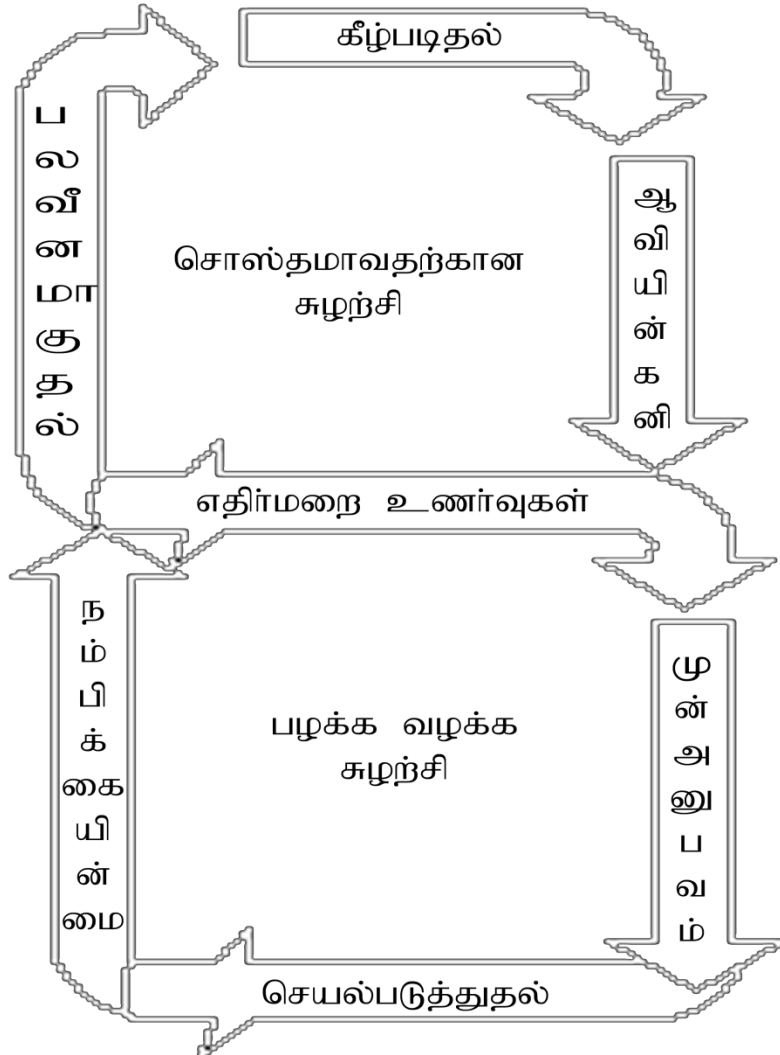 கீழ்படிதல்
பலவீனமாகுதல்
ஆவியின்கனி
சொஸ்தமாவதற்கான
சுழற்சி
எதிர்மறை உணர்வுகள்
நம்பிக்கையின்மை
முன்அனுபவம்
பழக்க வழக்க
சுழற்சி
செயல்படுத்துதல்